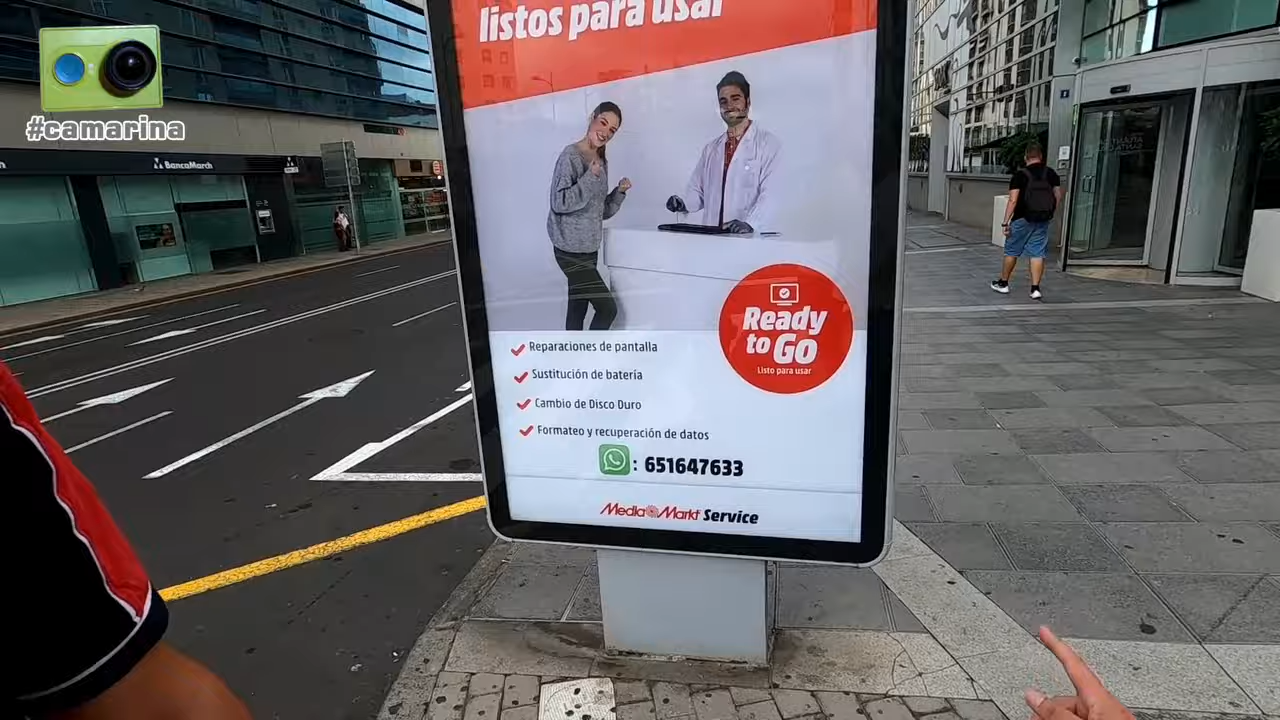 listos para usar
#camarina
BancaMarch
Ready
to Go
Listo para usar
Reparaciones de pantalla
Sustitución de batería
Cambio de Disco Duro
Formateo y recuperación de datos
: 651647633
MediaMarkt Service